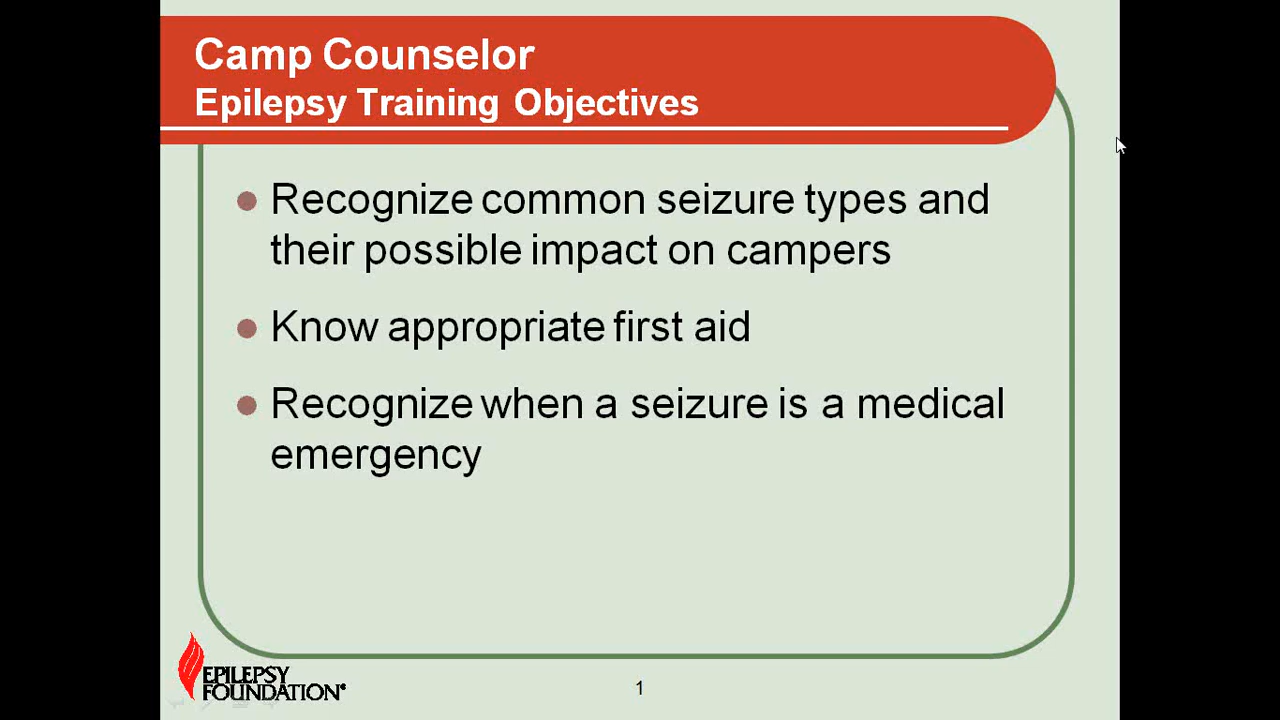 Camp Counselor
Epilepsy Training Objectives
Recognize common seizure types and
their possible impact on campers
Know appropriate first aid
Recognize when a seizure is a medical
emergency
EPILEPSY
FOUNDATION®
1